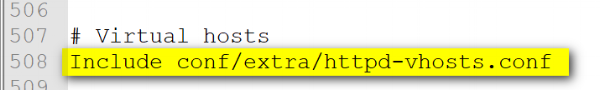 506
507 # Virtual hosts
508 Include conf/extra/httpd-vhosts.conf
509